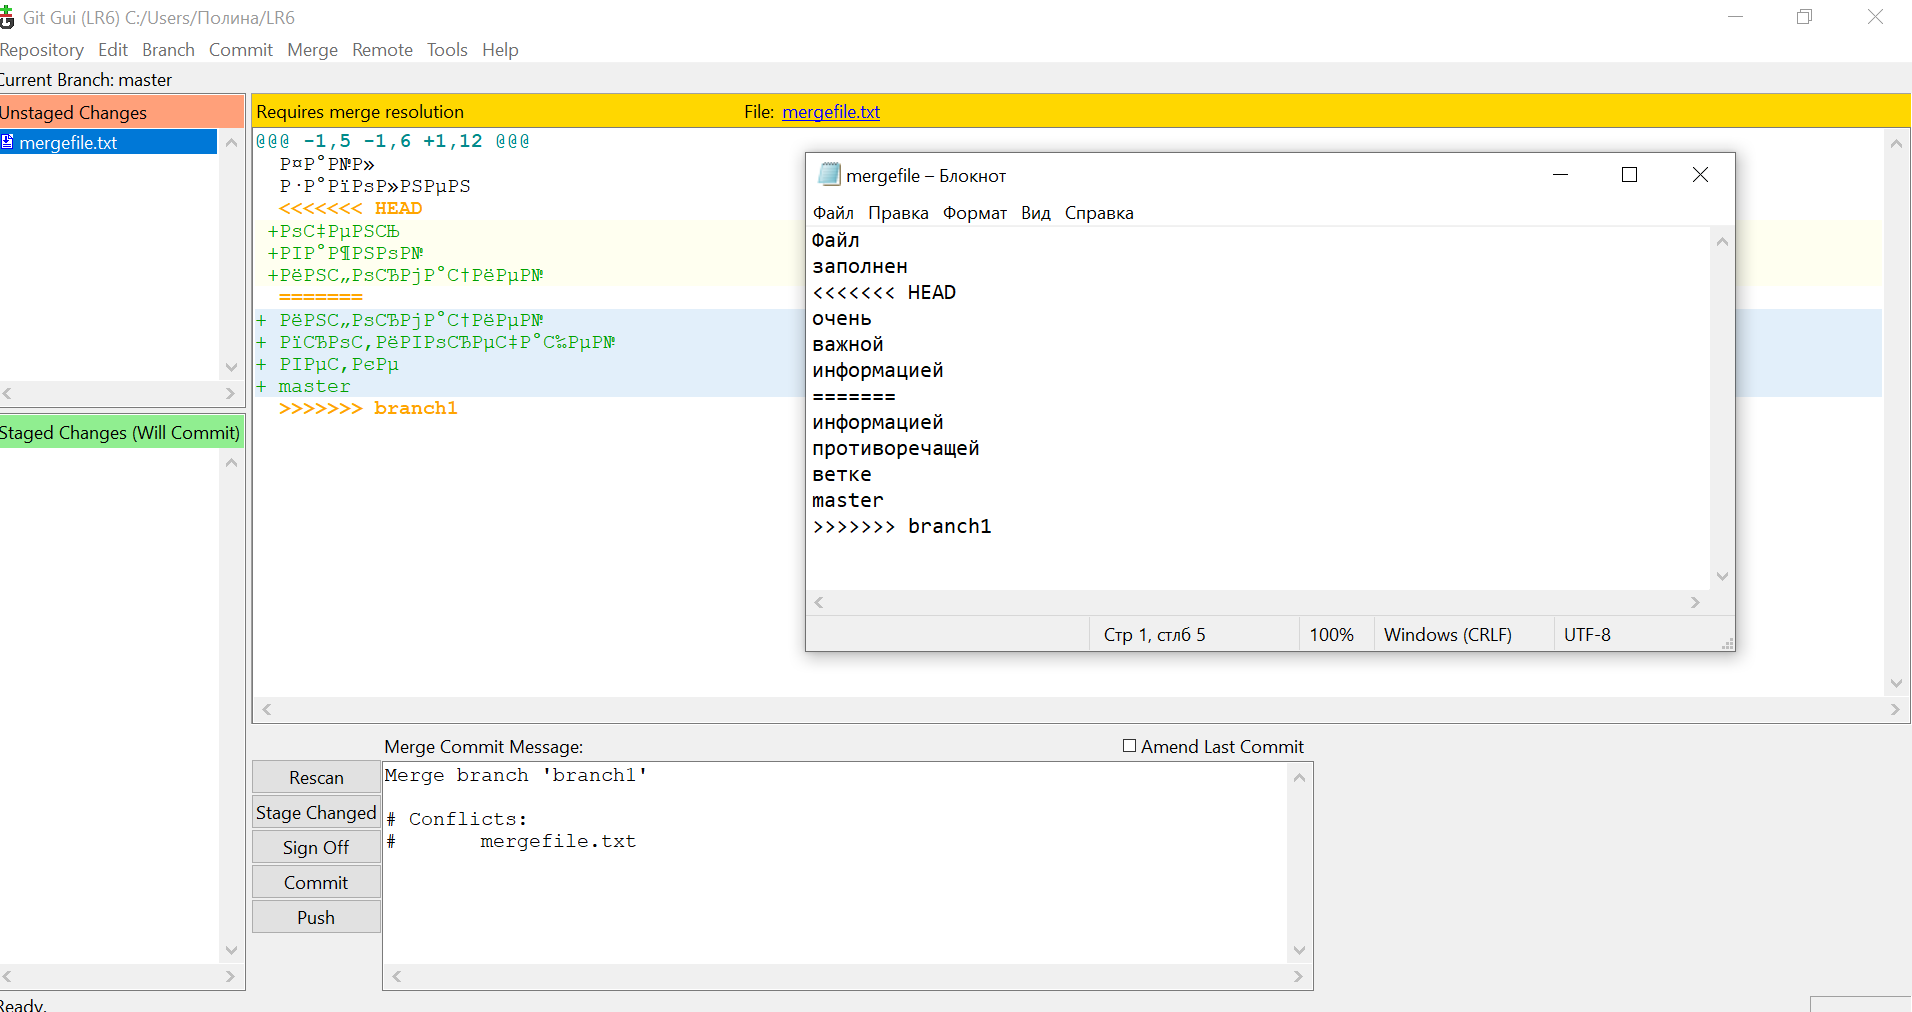 Git Gui (LR6) C:/Users/Полина/LR6
Repository Edit Branch Commit Merge Remote Tools Help
Current Branch: master
Unstaged Changes
mergefile.txt
Staged Changes (Will Commit)
Requires merge resolution File: mergefile.txt
@@@ -1,5 -1,6 +1,12 @@@
Р¤Р°Р№Р»
Р·Р°РїРѕР»РЅРµРЅ
<<<<<<< HEAD
+РѕС‡РµРЅСЊ
+РІР°Р¶РЅРѕР№
+РёРЅС„РѕСЂРјР°С†РёРµР№
=======
+ РёРЅС„РѕСЂРјР°С†РёРµР№
+ РїСЂРѕС‚РёРІРѕСЂРµС‡Р°С‰РµР№
+ РІРµС‚РєРµ
+ master
>>>>>>> branch1
mergefile – Блокнот
Файл Правка Формат Вид Справка
Файл
заполнен
<<<<<<< HEAD
очень
важной
информацией
=======
информацией
противоречащей
ветке
master
>>>>>>> branch1
Стр 1, стлб 5 100% Windows (CRLF) UTF-8
Merge Commit Message: Amend Last Commit
Rescan
Stage Changed
Sign Off
Commit
Push
Merge branch 'branch1'
# Conflicts:
# mergefile.txt
Ready.